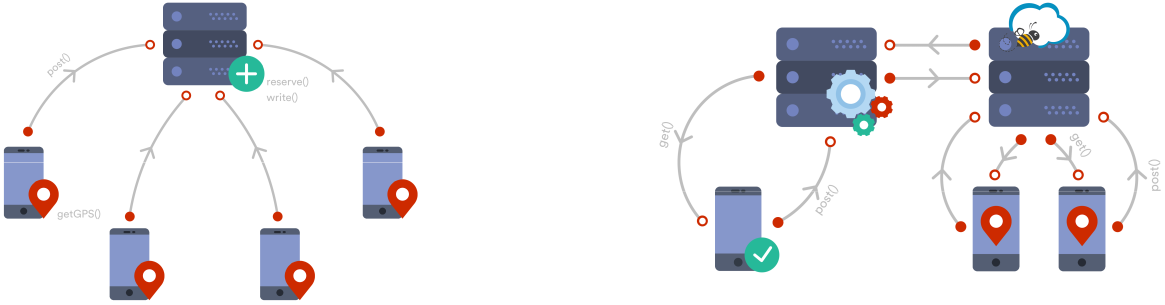 post()
reserve()
write()
getGPS()
get()
post()
get()
post()